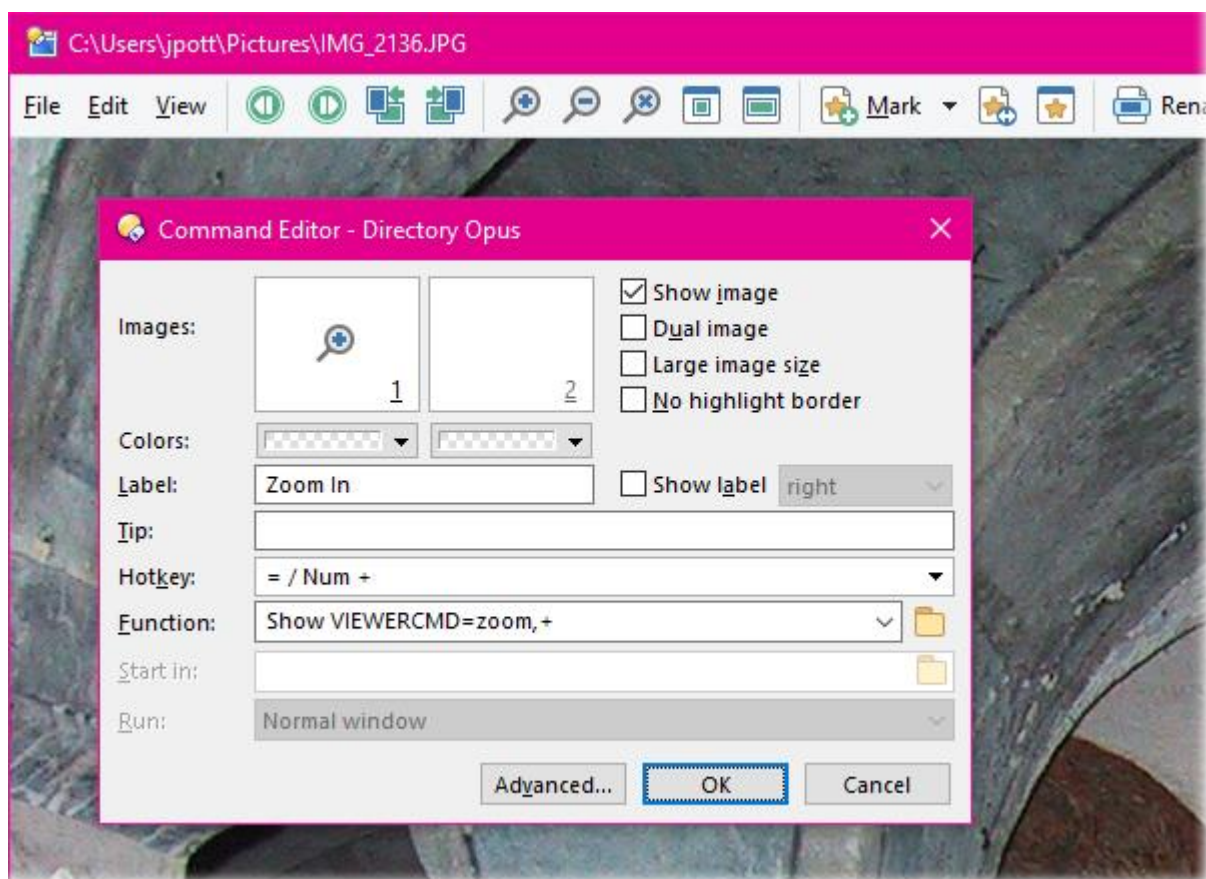 C:\Users\jpott\Pictures\IMG_2136.JPG
File Edit View Mark
Command Editor - Directory Opus
Images: 1 2
Show image
Dual image
Large image size
No highlight border
Colors:
Label: Zoom In Show label right
Tip:
Hotkey: = / Num +
Function: Show VIEWERCMD=zoom,+
Start in:
Run: Normal window
Advanced... OK Cancel